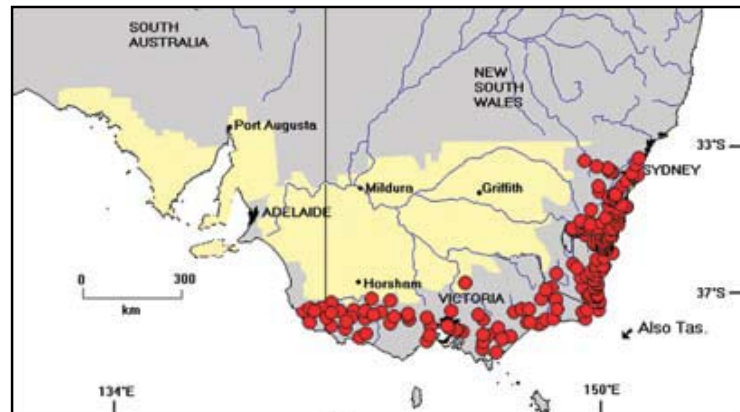 SOUTH
AUSTRALIA
NEW
SOUTH
WALES
Port Augusta
33°S
SYDNEY
Mildura
Griffith
ADELAIDE
0 300
km
Horsham
VICTORIA
37°S
Also Tas.
134°E
150°E